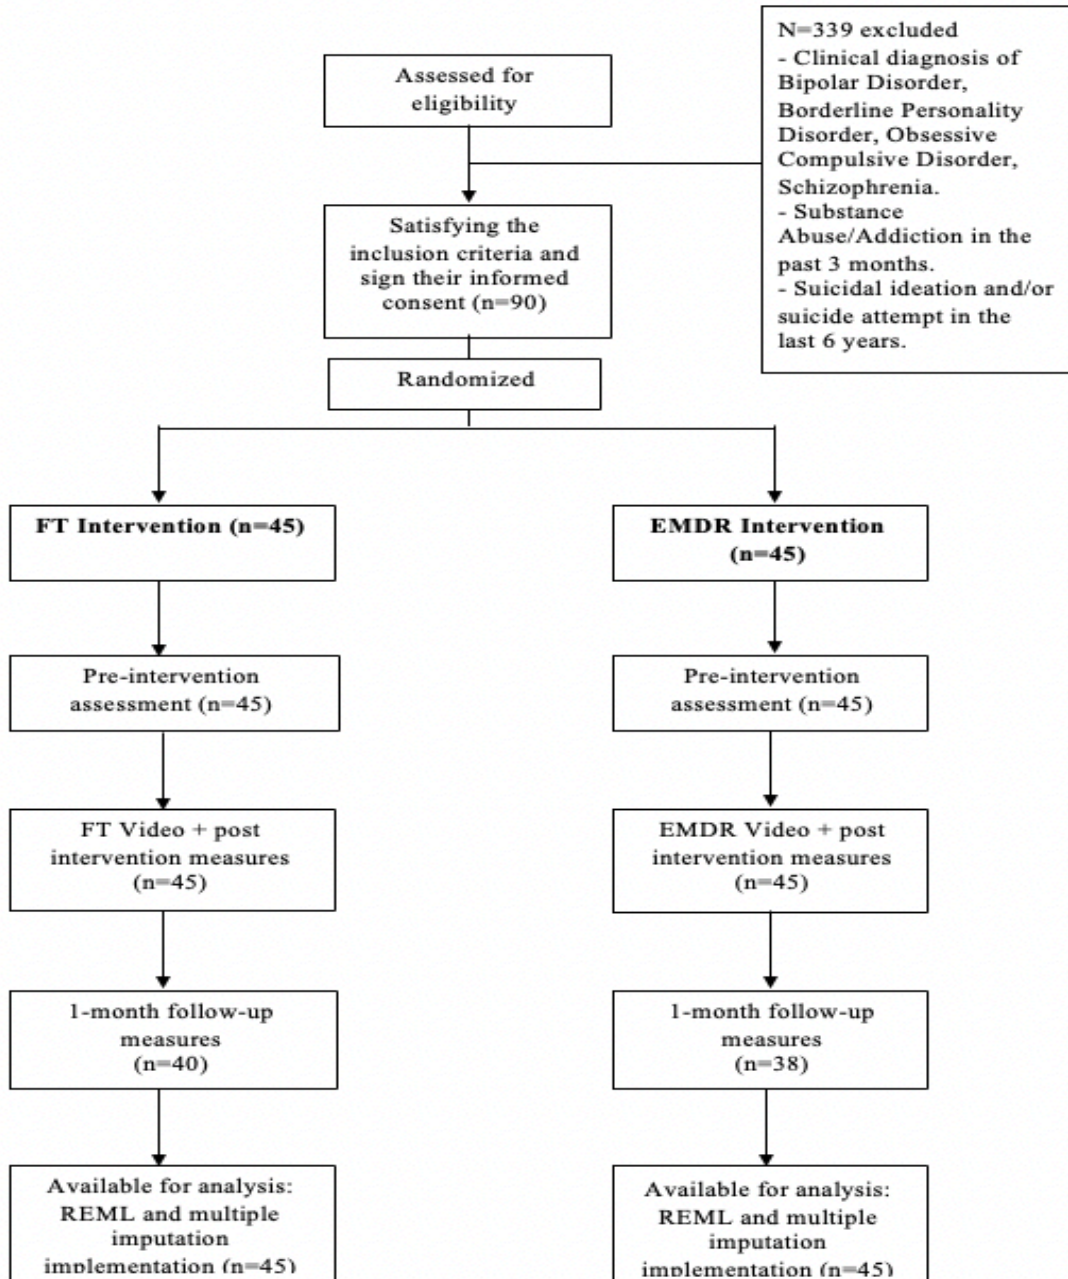 Assessed for
eligibility
N=339 excluded
- Clinical diagnosis of
Bipolar Disorder,
Borderline Personality
Disorder, Obsessive
Compulsive Disorder,
Schizophrenia.
- Substance
Abuse/Addiction in the
past 3 months.
- Suicidal ideation and/or
suicide attempt in the
last 6 years.
Satisfying the
inclusion criteria and
sign their informed
consent (n=90)
Randomized
FT Intervention (n=45)
EMDR Intervention
(n=45)
Pre-intervention
assessment (n=45)
Pre-intervention
assessment (n=45)
FT Video + post
intervention measures
(n=45)
EMDR Video + post
intervention measures
(n=45)
1-month follow-up
measures
(n=40)
1-month follow-up
measures
(n=38)
Available for analysis:
REML and multiple
imputation
implementation (n=45)
Available for analysis:
REML and multiple
imputation
implementation (n=45)